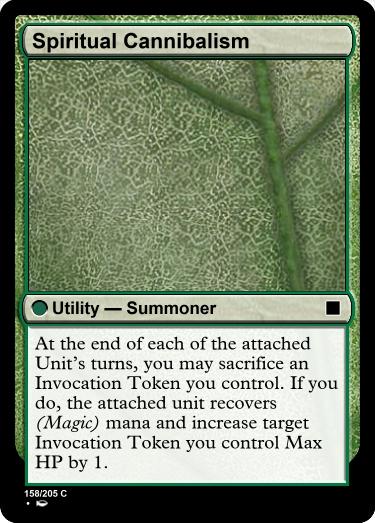 Spiritual Cannibalism
Utility — Summoner
At the end of each of the attached
Unit's turns, you may sacrifice an
Invocation Token you control. If you
do, the attached unit recovers
(Magic) mana and increase target
Invocation Token you control Max
HP by 1.
158/205 C